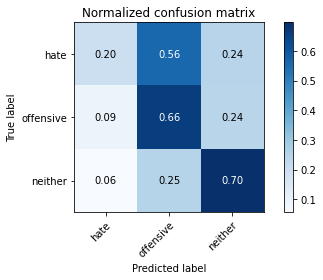 Normalized confusion matrix
True label
hate 0.20 0.56 0.24
offensive 0.09 0.66 0.24
neither 0.06 0.25 0.70
hate offensive neither
Predicted label
0.6
0.5
0.4
0.3
0.2
0.1